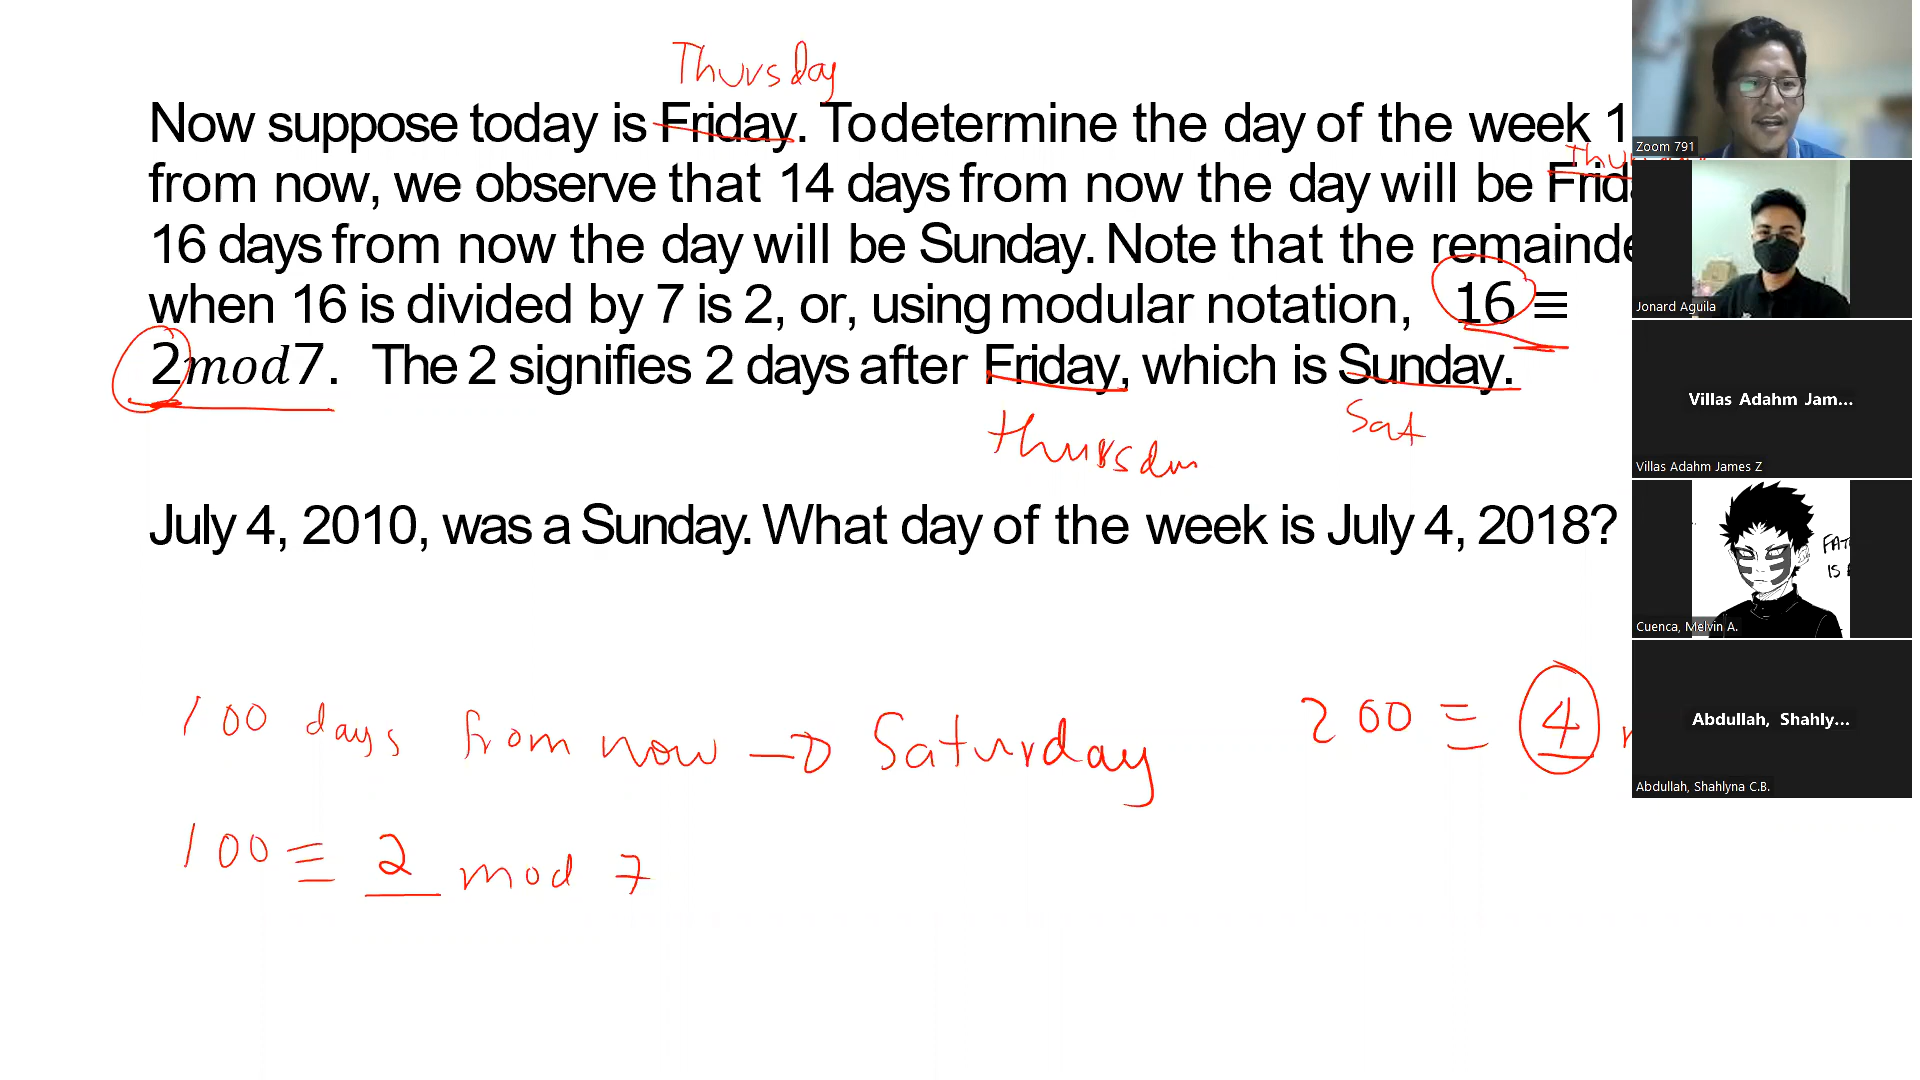 Thursday
Now suppose today is Friday. To determine the day of the week 1
from now, we observe that 14 days from now the day will be Frid
16 days from now the day will be Sunday. Note that the remainde
when 16 is divided by 7 is 2, or, using modular notation, 16 ≡
2mod7. The 2 signifies 2 days after Friday, which is Sunday.
Sat
July 4, 2010, was a Sunday. What day of the week is July 4, 2018?
100 days from now → Saturday
200 ≡ 4
100 ≡ 2 mod 7
Zoom 791
Jonard Aguila
Villas Adahm Jam...
Villas Adahm James Z
IS
Cuenca, Melvin A.
Abdullah, Shahly...
Abdullah, Shahlyna C.B.